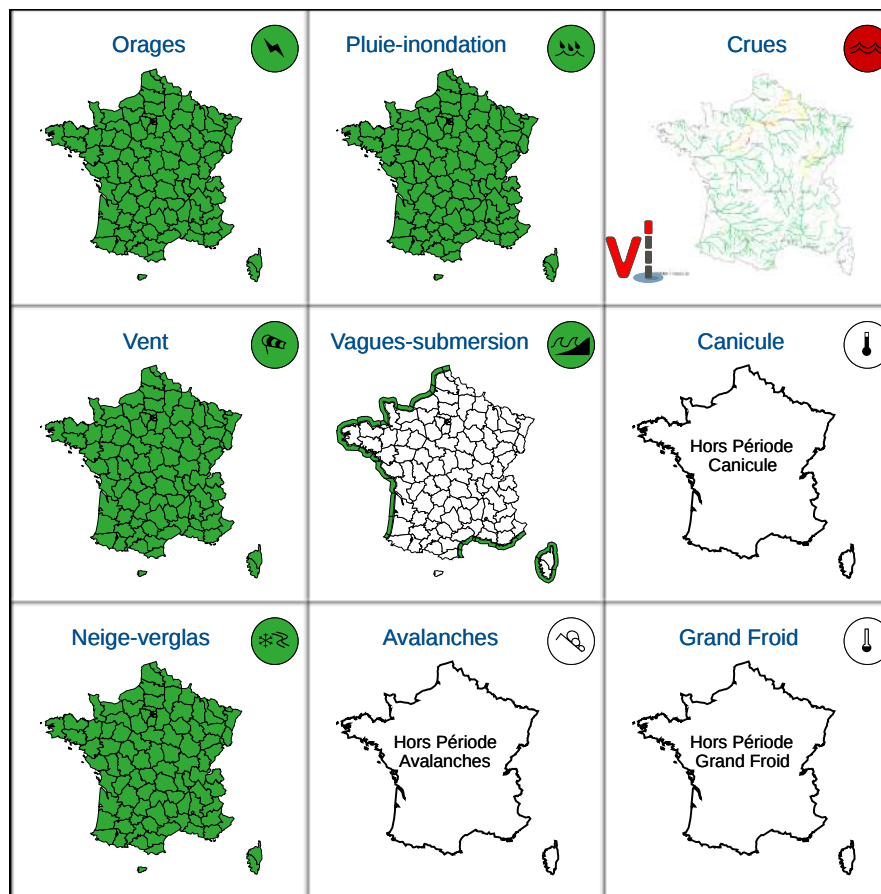 Orages
Pluie-inondation
Crues
Vi
Vent
Vagues-submersion
Canicule
Hors Période
Canicule
Neige-verglas
Avalanches
Hors Période
Avalanches
Grand Froid
Hors Période
Grand Froid